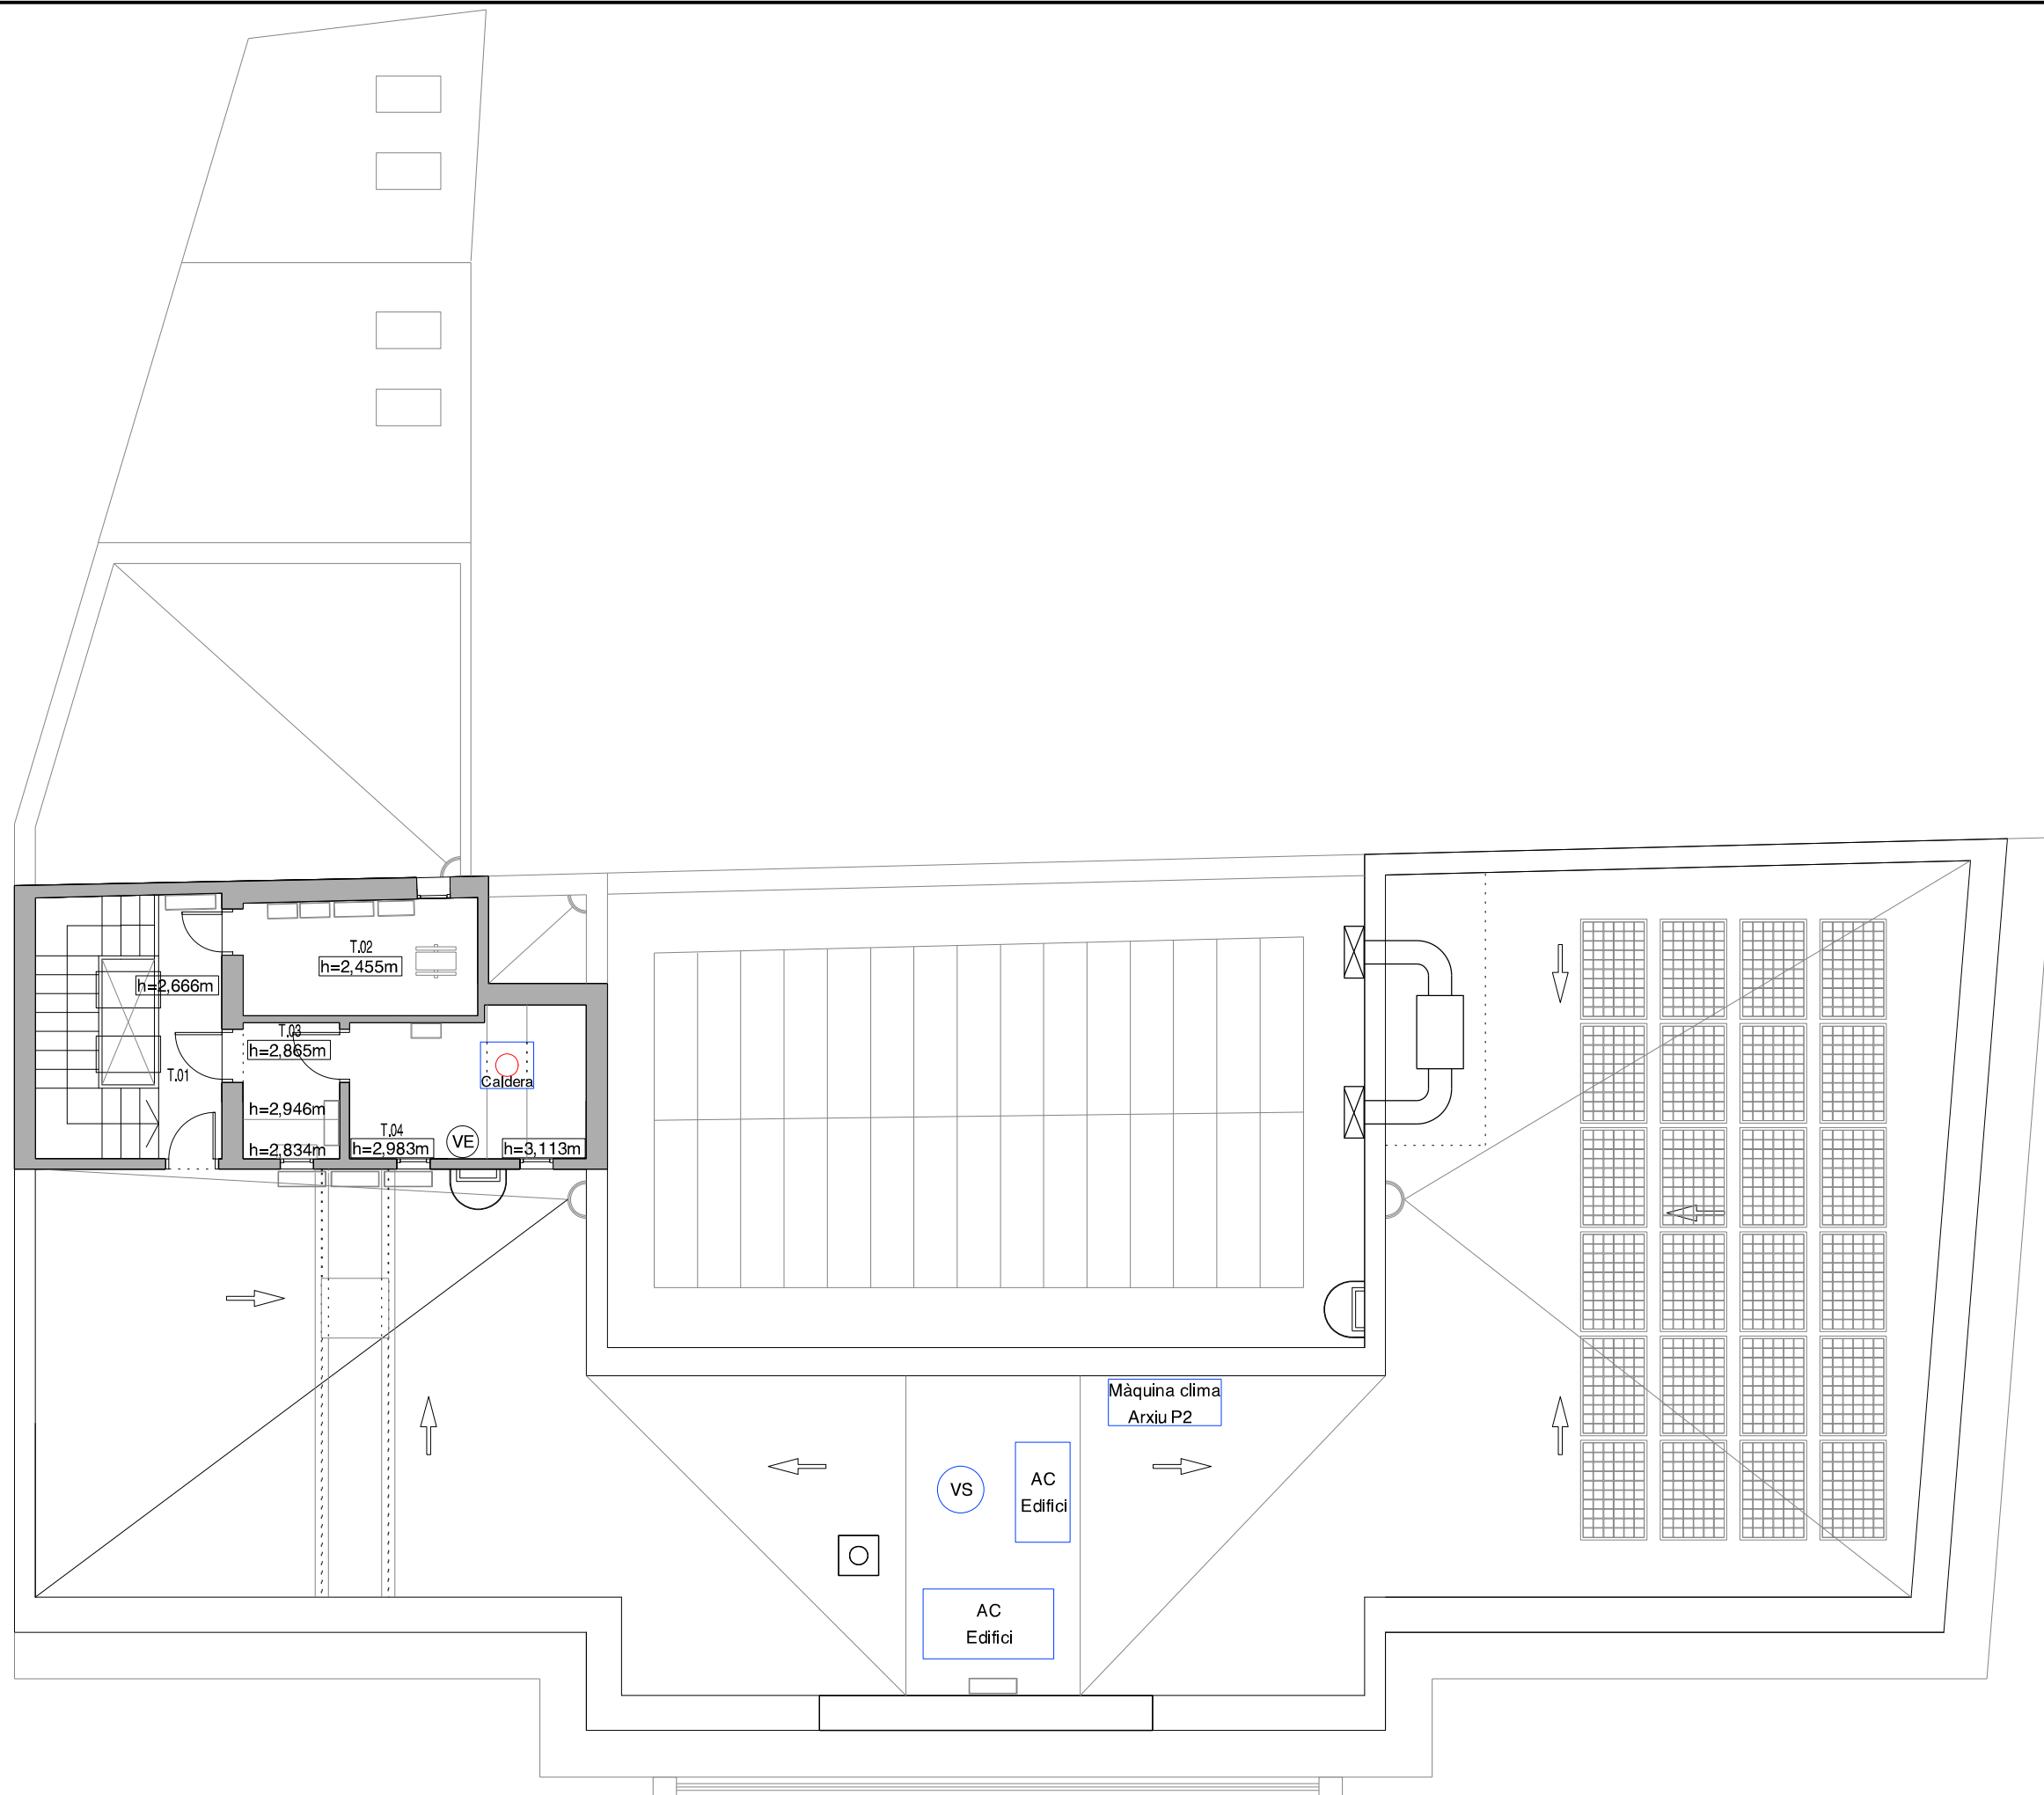 T.02
h=2,455m
h=2,666m
T.03
h=2,865m
T.01
Caldera
h=2,946m
T.04
VE
h=2,834m
h=2,983m
h=3,113m
Màquina clima
Arxiu P2
AC
Edifici
VS
AC
Edifici